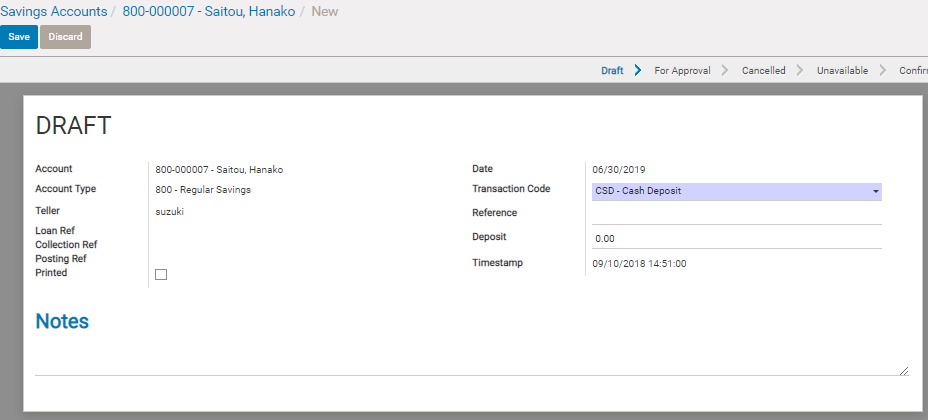 Savings Accounts / 800-000007 - Saitou, Hanako / New
Save Discard
Draft For Approval Cancelled Unavailable Confir
DRAFT
Account 800-000007 - Saitou, Hanako Date 06/30/2019
Account Type 800 - Regular Savings Transaction Code CSD - Cash Deposit
Teller suzuki Reference
Loan Ref
Collection Ref Deposit 0.00
Posting Ref Timestamp 09/10/2018 14:51:00
Printed
Notes